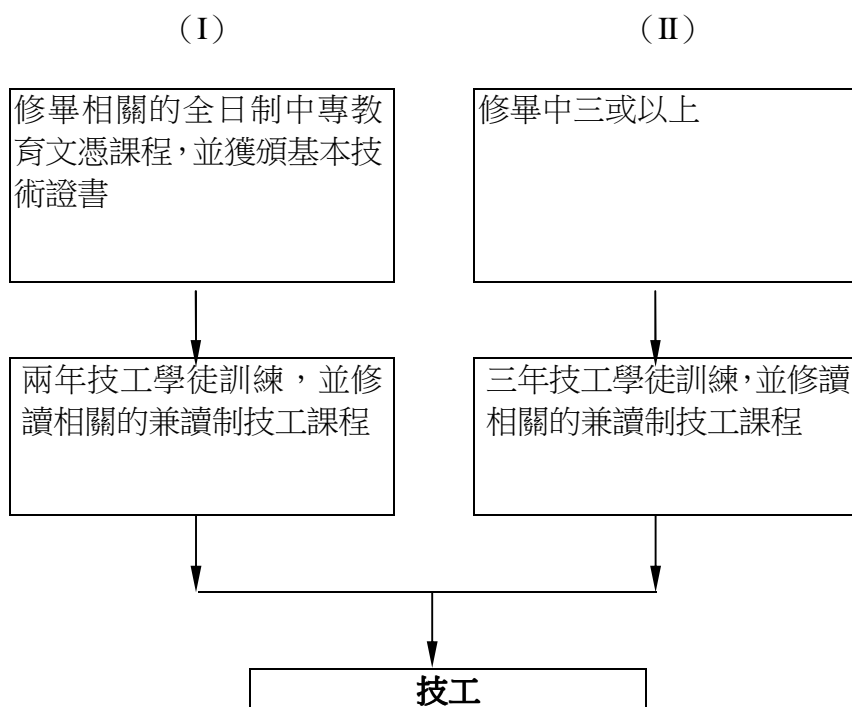 （I）
（II）
修畢相關的全日制中專教
育文憑課程，並獲頒基本技
術證書
修畢中三或以上
兩年技工學徒訓練，並修
讀相關的兼讀制技工課程
三年技工學徒訓練，並修讀
相關的兼讀制技工課程
技工